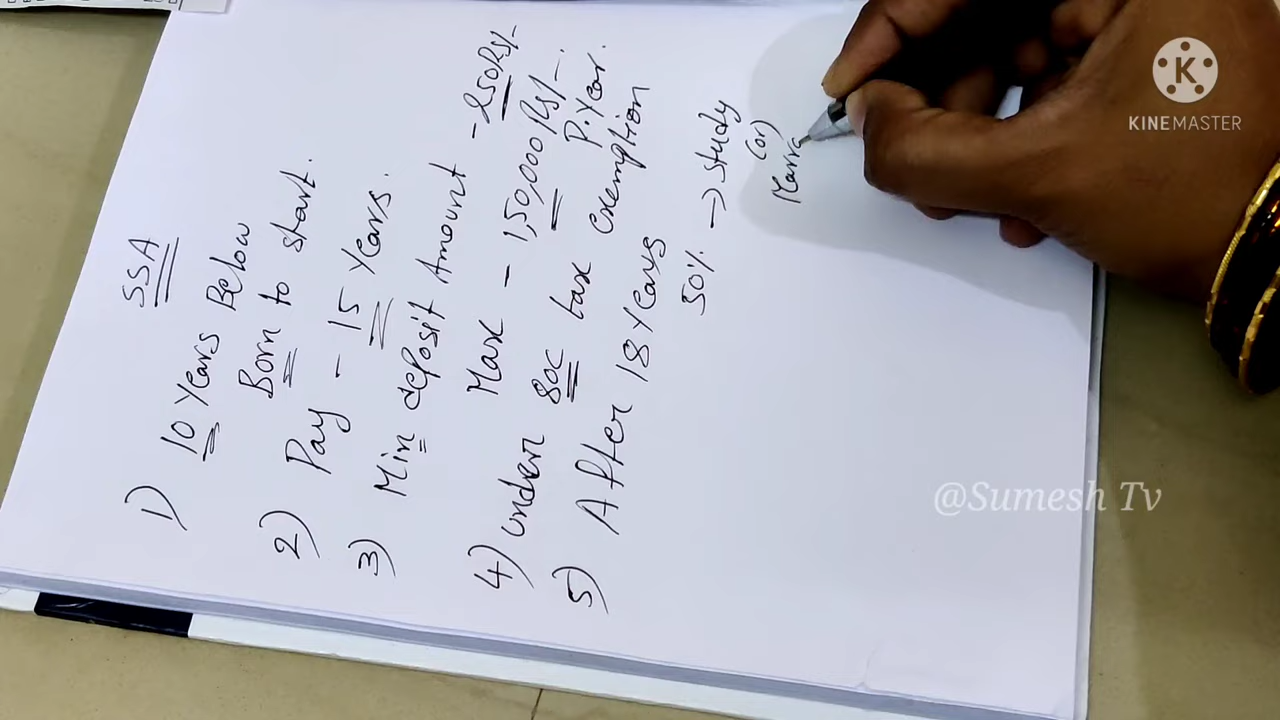 SSA
1) 10 Years Below
Born to start.
2) Pay - 15 Years.
3) Min deposit Amount - 250Rs/-
Max - 1,50,000 Rs/-.
P.Year.
4) under 80C tax exemption
5) After 18 Years
50% → Study
(or)
Marra
K
KINEMASTER
@Sumesh Tv